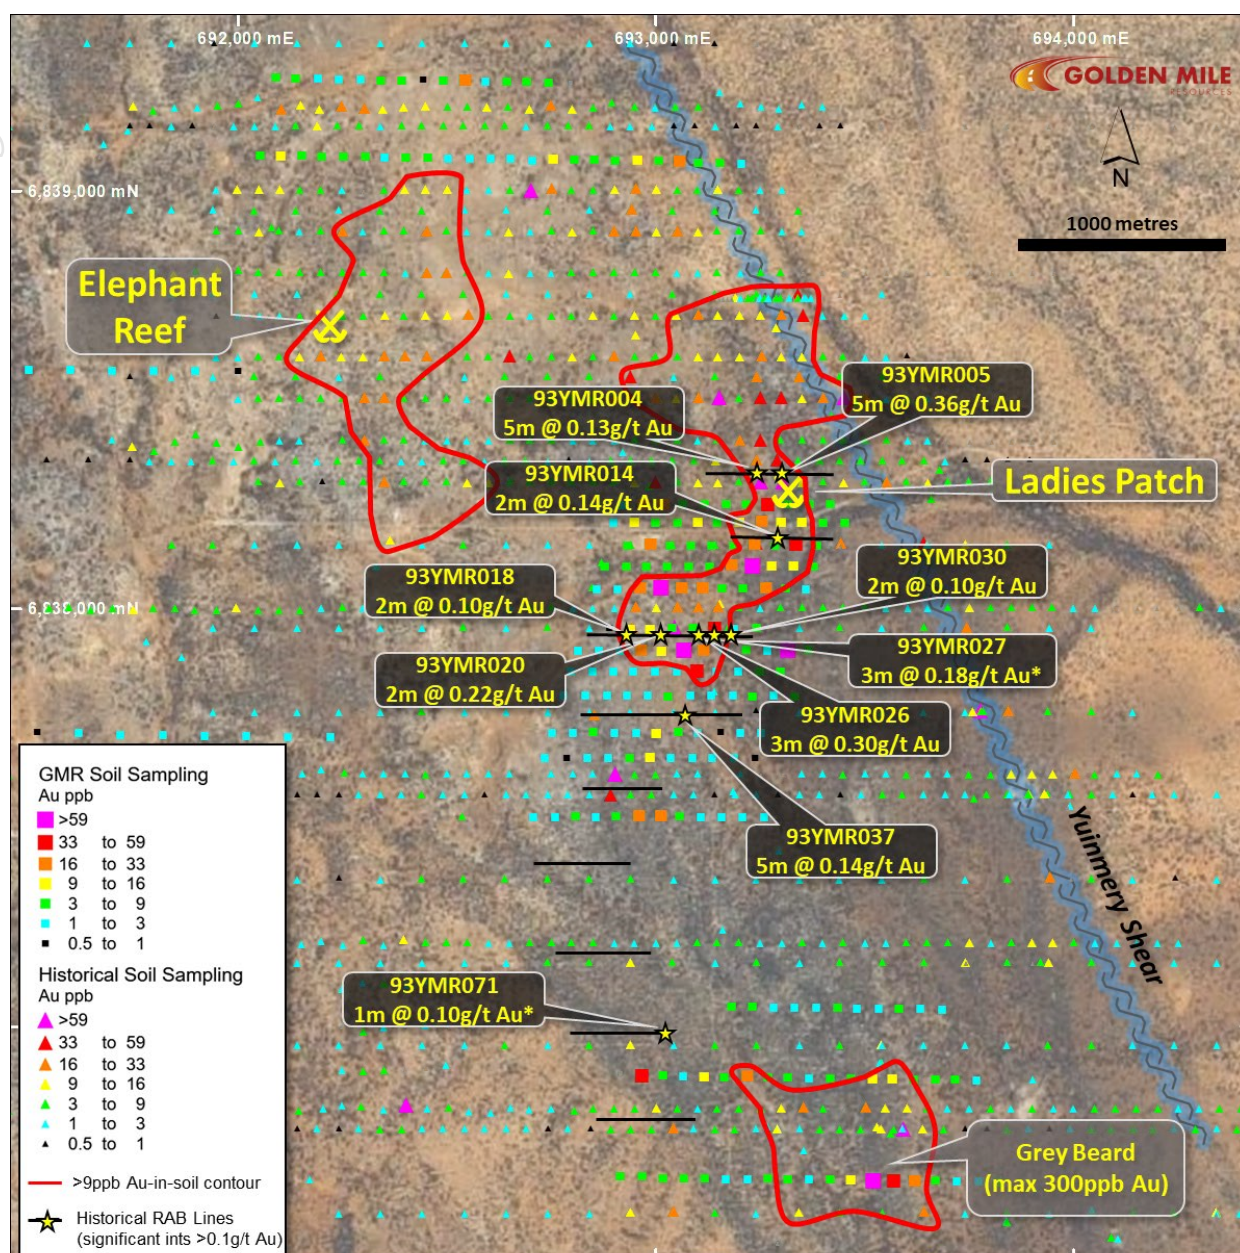 692,000 mE
693,000 mE
694,000 mE
GOLDEN MILE
RESOURCES
N
6,839,000 mN
1000 metres
Elephant
Reef
93YMR004
5m @ 0.13g/t Au
93YMR005
5m @ 0.36g/t Au
93YMR014
2m @ 0.14g/t Au
Ladies Patch
93YMR018
2m @ 0.10g/t Au
93YMR030
2m @ 0.10g/t Au
6,838,000 mN
93YMR020
2m @ 0.22g/t Au
93YMR027
3m @ 0.18g/t Au*
93YMR026
3m @ 0.30g/t Au
93YMR037
5m @ 0.14g/t Au
Yuinmery Shear
93YMR071
1m @ 0.10g/t Au*
Grey Beard
(max 300ppb Au)
GMR Soil Sampling
Au ppb
>59
33 to 59
16 to 33
9 to 16
3 to 9
1 to 3
0.5 to 1
Historical Soil Sampling
Au ppb
>59
33 to 59
16 to 33
9 to 16
3 to 9
1 to 3
0.5 to 1
>9ppb Au-in-soil contour
Historical RAB Lines
(significant ints >0.1g/t Au)